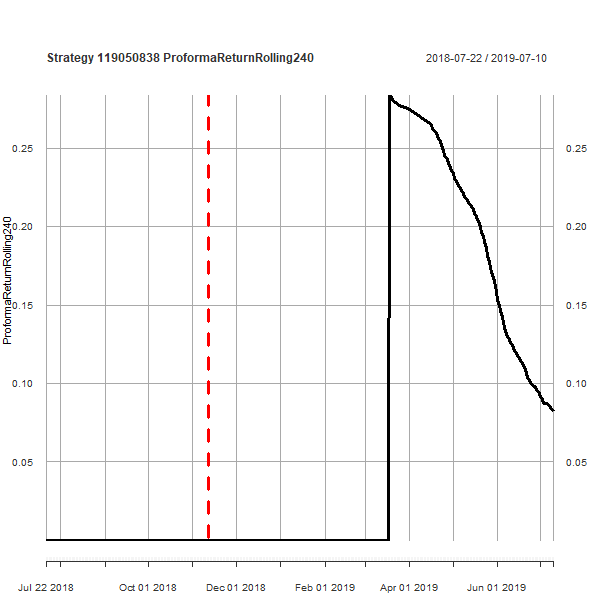 Strategy 119050838 ProformaReturnRolling240
2018-07-22 / 2019-07-10
ProformaReturnRolling240
0.25 0.25
0.20 0.20
0.15 0.15
0.10 0.10
0.05 0.05
Jul 22 2018 Oct 01 2018 Dec 01 2018 Feb 01 2019 Apr 01 2019 Jun 01 2019